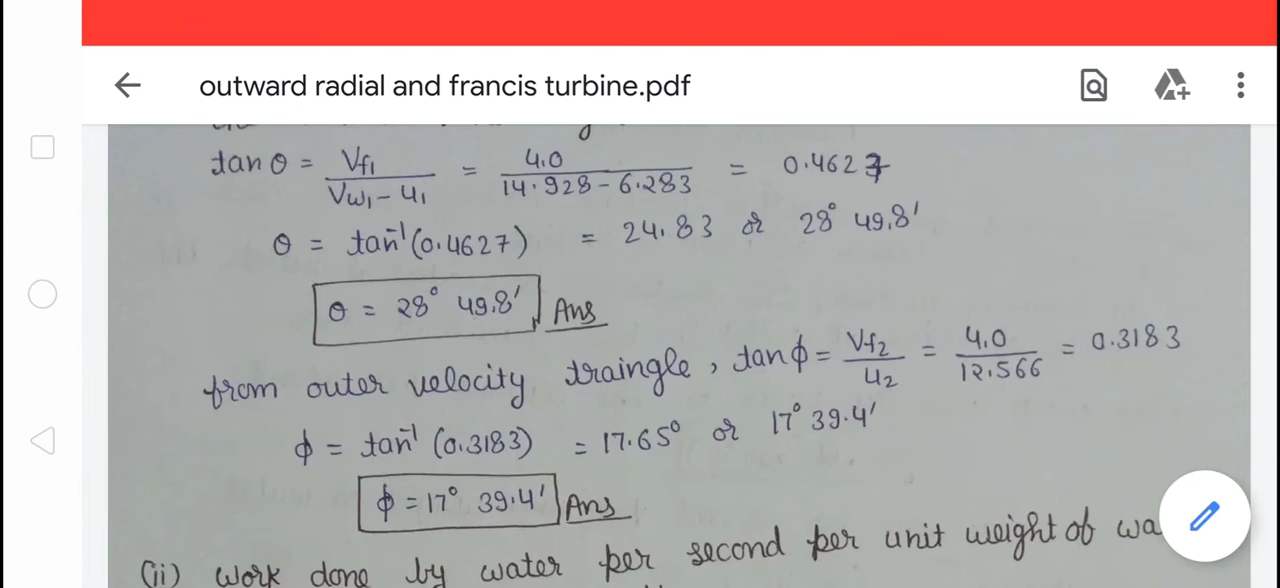 outward radial and francis turbine.pdf
tan θ = Vf1 / Vw1 - u1 = 4.0 / 14.928 - 6.283 = 0.4627
θ = tan⁻¹(0.4627) = 24.83 or 28° 49.8'
θ = 28° 49.8' Ans
from outer velocity traingle, tan ϕ = Vf2 / u2 = 4.0 / 12.566 = 0.3183
ϕ = tan⁻¹ (0.3183) = 17.65° or 17° 39.4'
ϕ = 17° 39.4' Ans
(ii) work done by water per second per unit weight of wa